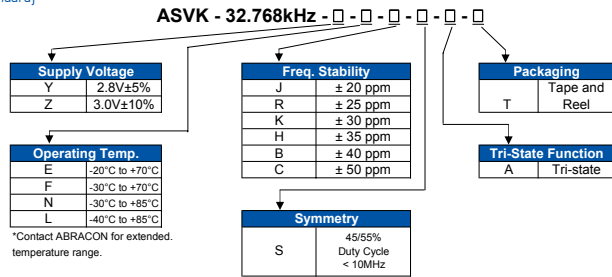 ASVK - 32.768kHz - □ - □ - □ - □ - □ - □
Supply Voltage
Y 2.8V±5%
Z 3.0V±10%
Operating Temp.
E -20°C to +70°C
F -30°C to +70°C
N -30°C to +85°C
L -40°C to +85°C
*Contact ABRACON for extended.
temperature range.
Freq. Stability
J ± 20 ppm
R ± 25 ppm
K ± 30 ppm
H ± 35 ppm
B ± 40 ppm
C ± 50 ppm
Symmetry
S 45/55%
Duty Cycle
< 10MHz
Packaging
T Tape and
Reel
Tri-State Function
A Tri-state